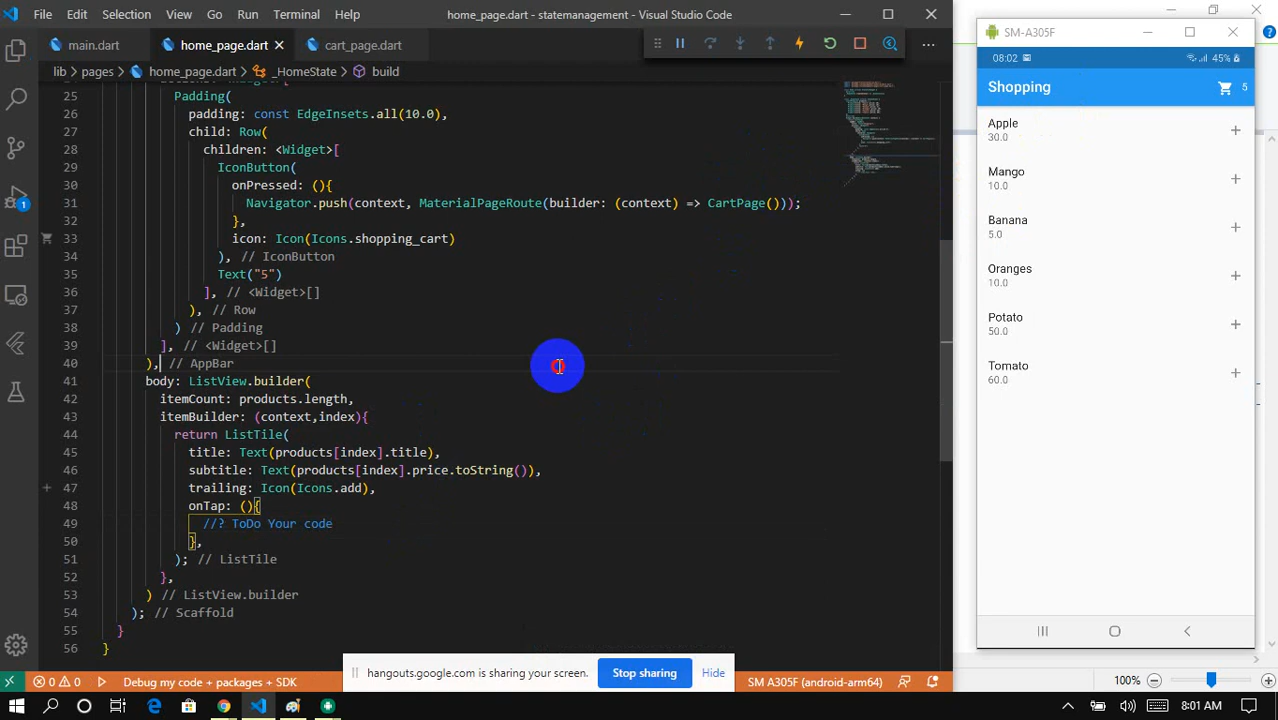 File Edit Selection View Go Run Terminal Help home_page.dart - statemanagement - Visual Studio Code
main.dart home_page.dart cart_page.dart
lib > pages > home_page.dart > _HomeState > build
25 Padding(
26 padding: const EdgeInsets.all(10.0),
27 child: Row(
28 children: <Widget>[
29 IconButton(
30 onPressed: (){
31 Navigator.push(context, MaterialPageRoute(builder: (context) => CartPage()));
32 },
33 icon: Icon(Icons.shopping_cart)
34 ), // IconButton
35 Text("5")
36 ], // <Widget>[]
37 ), // Row
38 ) // Padding
39 ], // <Widget>[]
40 ), // AppBar
41 body: ListView.builder(
42 itemCount: products.length,
43 itemBuilder: (context,index){
44 return ListTile(
45 title: Text(products[index].title),
46 subtitle: Text(products[index].price.toString()),
47 trailing: Icon(Icons.add),
48 onTap: (){
49 //? ToDo Your code
50 },
51 ); // ListTile
52 },
53 ) // ListView.builder
54 ); // Scaffold
55 }
56 }
1
hangouts.google.com is sharing your screen. Stop sharing Hide
0 0 Debug my code + packages + SDK SM A305F (android-arm64)
SM-A305F
08:02 45%
Shopping 5
Apple
30.0
Mango
10.0
Banana
5.0
Oranges
10.0
Potato
50.0
Tomato
60.0
100%
8:01 AM